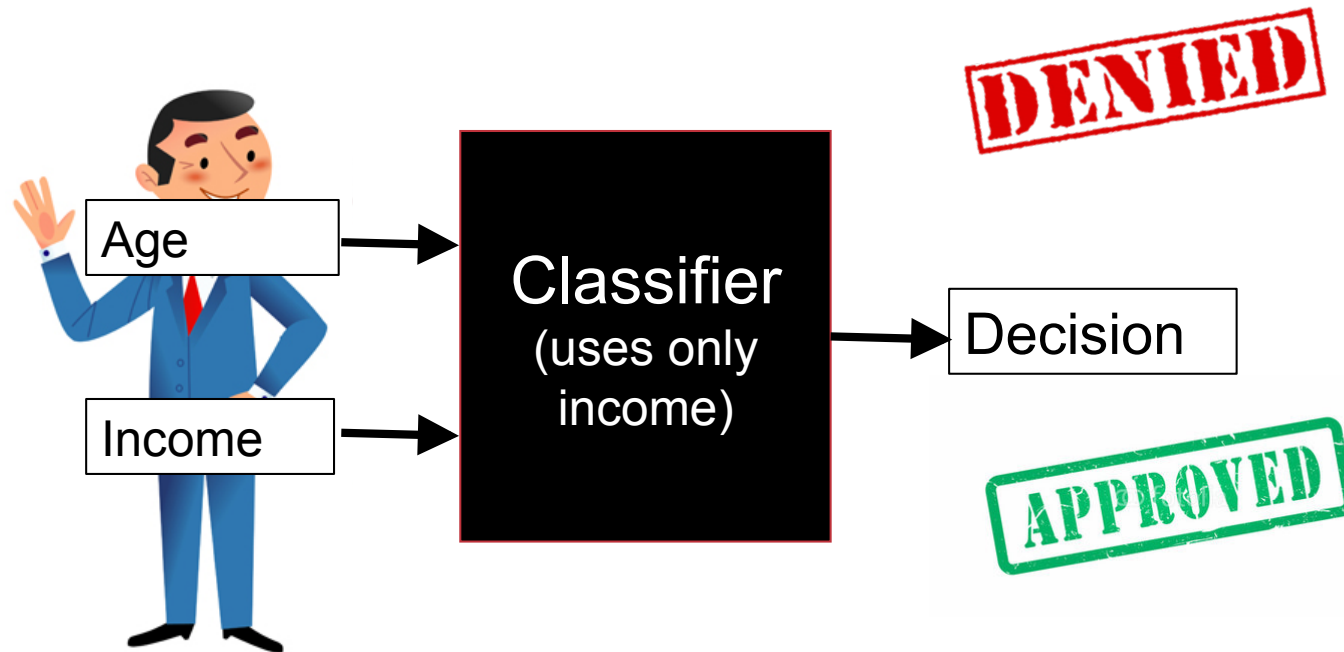 DENIED
Age
Income
Classifier
(uses only
income)
Decision
APPROVED